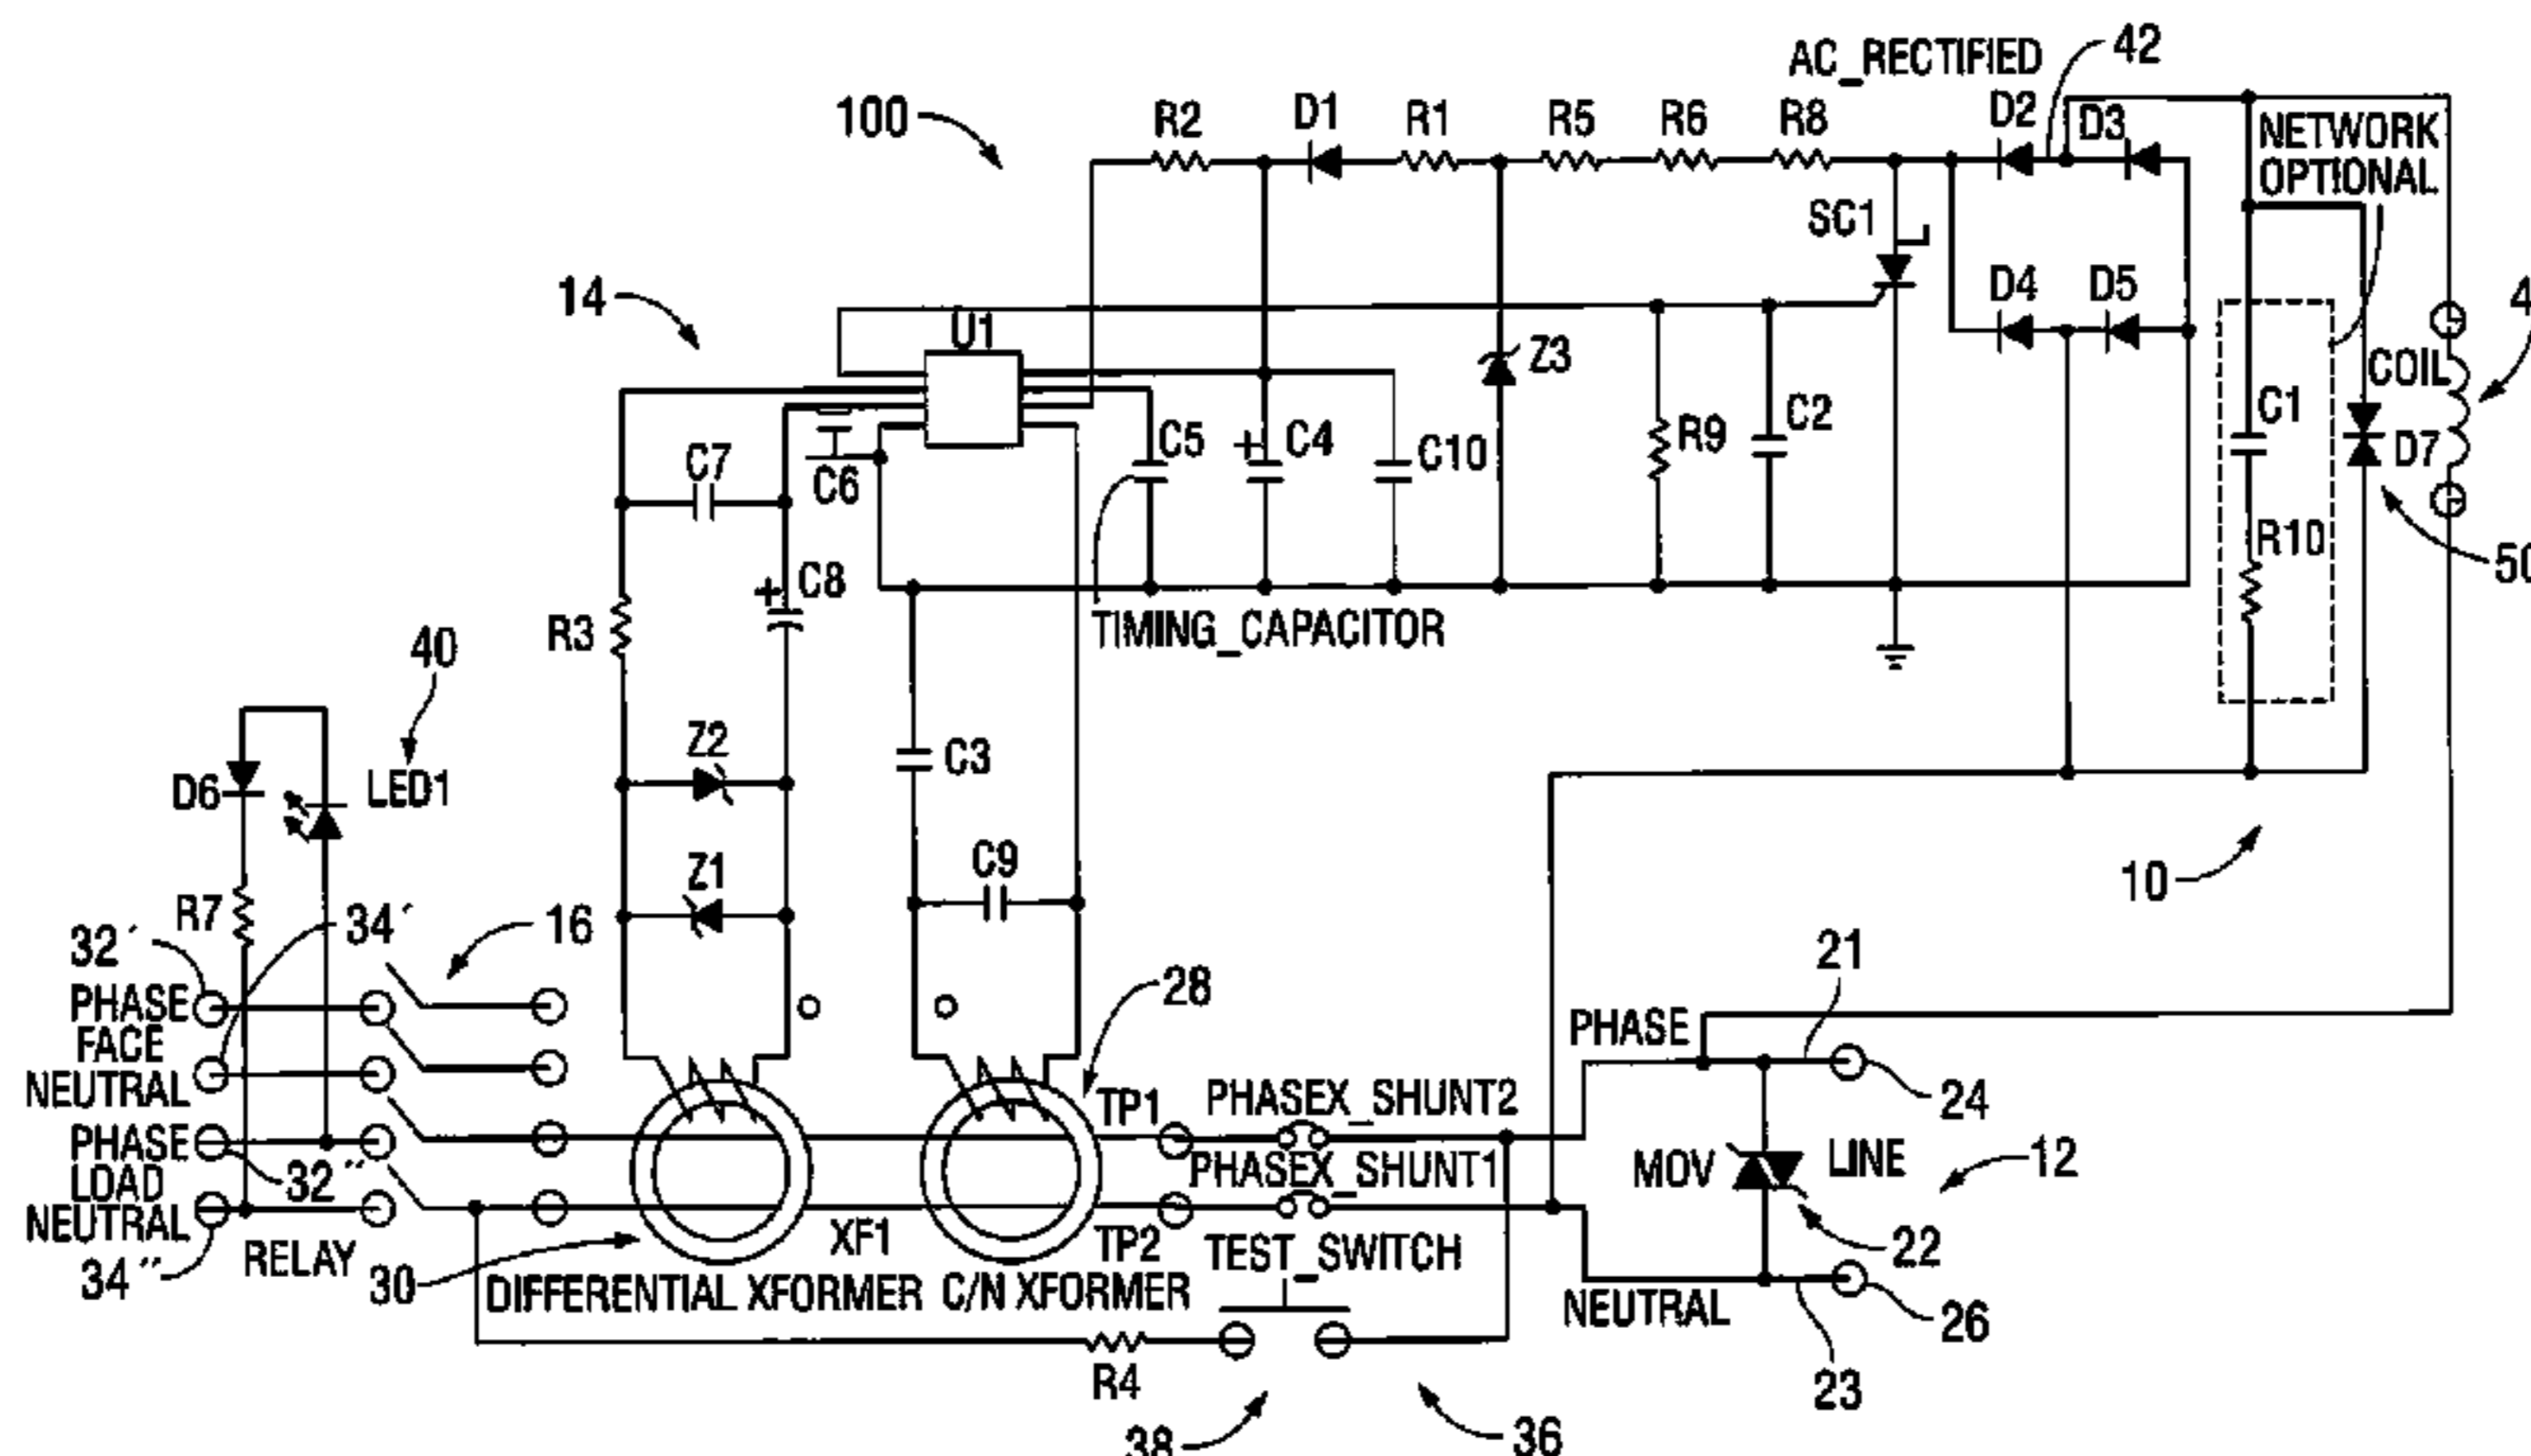 AC_RECTIFIED
42
100
R2
D1
R1
R5
R6
R8
D2
D3
NETWORK
OPTIONAL
SC1
14
U1
D4
D5
Z3
COIL
C1
C7
C6
C5
C4
C10
R9
C2
D7
R10
50
R3
C8
TIMING_CAPACITOR
40
Z2
C3
D6
LED1
Z1
C9
10
R7
34´
16
32´
28
21
PHASE
FACE
NEUTRAL
PHASE
TP1
PHASEX_SHUNT2
24
PHASE
LOAD
NEUTRAL
32´´
PHASEX_SHUNT1
MOV
LINE
12
34´´
RELAY
30
XF1
TP2
TEST_SWITCH
22
DIFFERENTIAL XFORMER
C/N XFORMER
NEUTRAL
26
R4
23
38
36